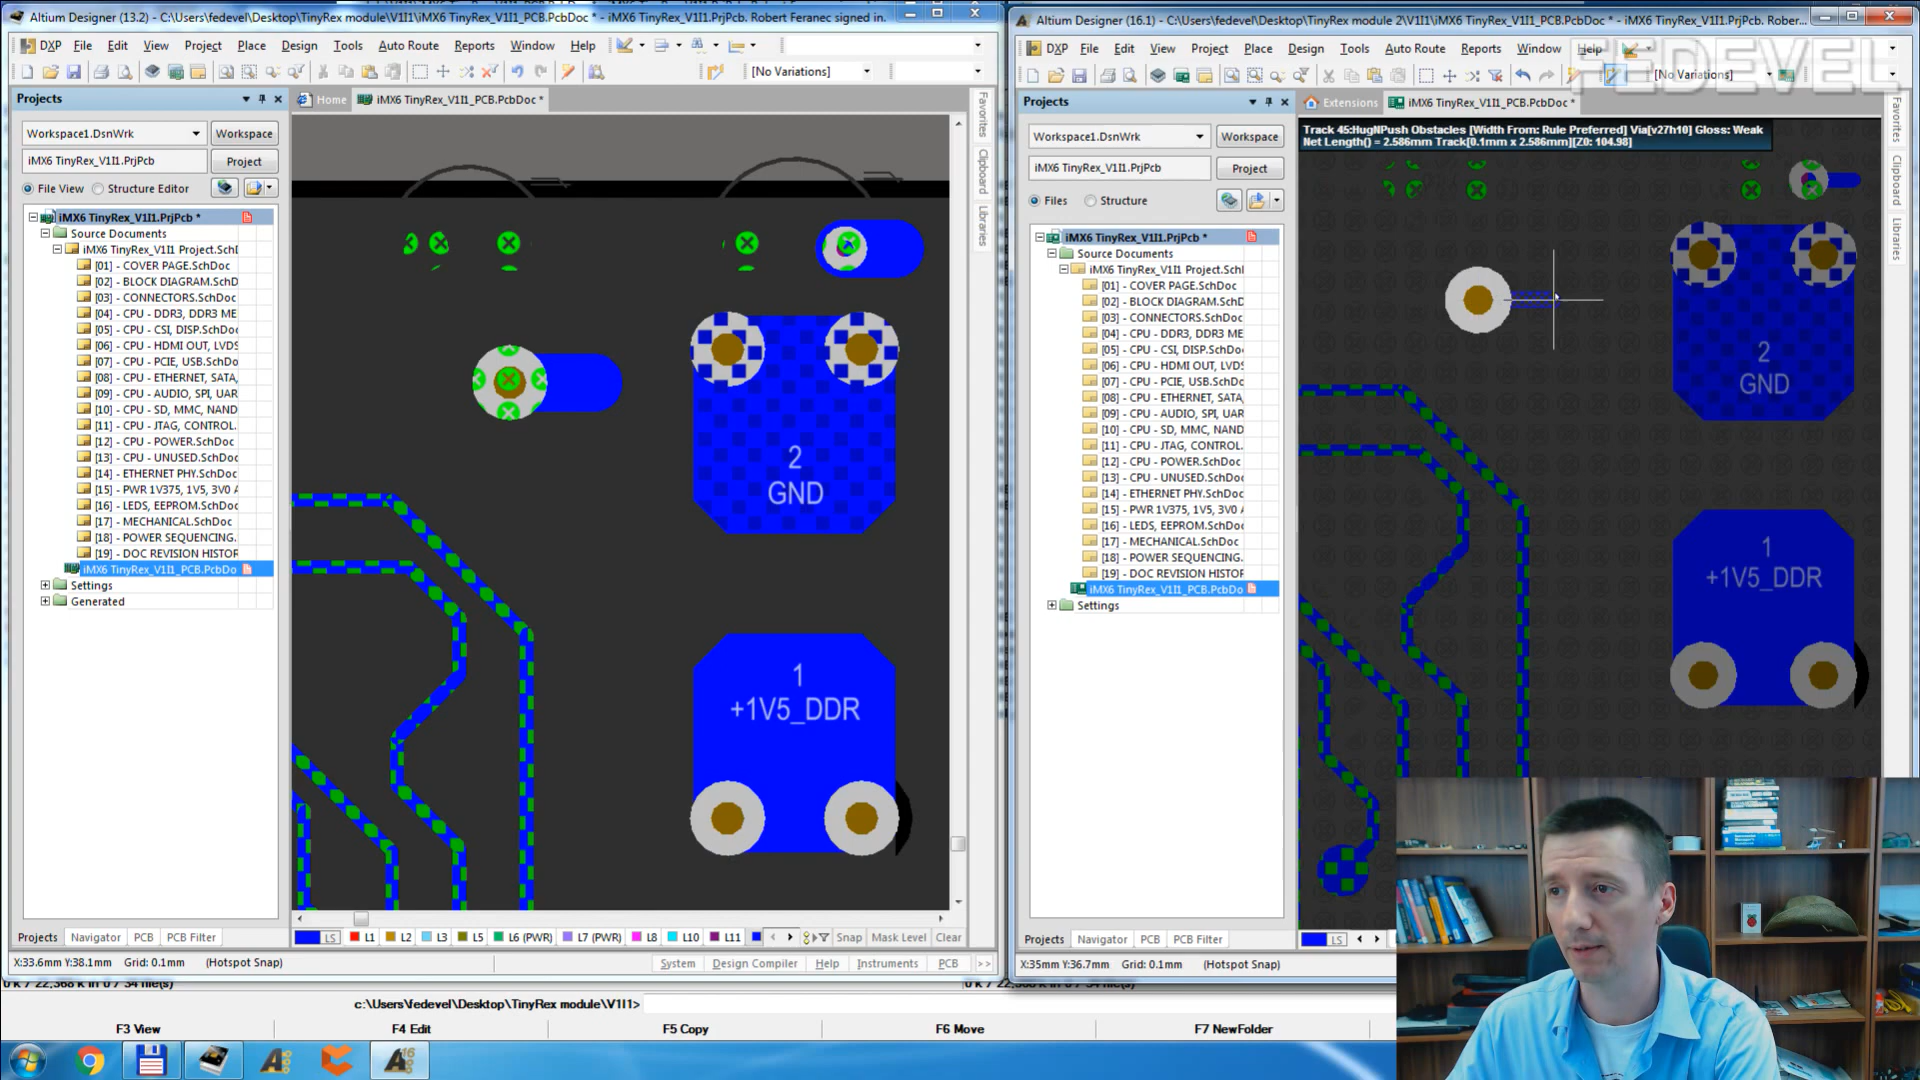 Altium Designer (13.2) - C:\Users\fedevel\Desktop\TinyRex module\V1I1\iMX6 TinyRex_V1I1_PCB.PcbDoc * - iMX6 TinyRex_V1I1.PrjPcb. Robert Feranec signed in.
DXP File Edit View Project Place Design Tools Auto Route Reports Window Help
[No Variations]
Projects
Home
iMX6 TinyRex_V1I1_PCB.PcbDoc *
Workspace1.DsnWrk
Workspace
iMX6 TinyRex_V1I1.PrjPcb
Project
File View
Structure Editor
iMX6 TinyRex_V1I1.PrjPcb *
Source Documents
iMX6 TinyRex_V1I1 Project.Schl
[01] - COVER PAGE.SchDoc
[02] - BLOCK DIAGRAM.SchDoc
[03] - CONNECTORS.SchDoc
[04] - CPU - DDR3, DDR3 ME
[05] - CPU - CSI, DISP.SchDoc
[06] - CPU - HDMI OUT, LVDS
[07] - CPU - PCIE, USB.SchDoc
[08] - CPU - ETHERNET, SATA,
[09] - CPU - AUDIO, SPI, UAR
[10] - CPU - SD, MMC, NAND
[11] - CPU - JTAG, CONTROL.
[12] - CPU - POWER.SchDoc
[13] - CPU - UNUSED.SchDoc
[14] - ETHERNET PHY.SchDoc
[15] - PWR 1V375, 1V5, 3V0 A
[16] - LEDS, EEPROM.SchDoc
[17] - MECHANICAL.SchDoc
[18] - POWER SEQUENCING.
[19] - DOC REVISION HISTOR
iMX6 TinyRex_V1I1_PCB.PcbDo
Settings
Generated
Projects Navigator PCB PCB Filter
2
GND
1
+1V5_DDR
Favorites
Clipboard
Libraries
LS L1 L2 L3 L5 L6 (PWR) L7 (PWR) L8 L10 L11
Snap Mask Level Clear
X:33.6mm Y:38.1mm Grid: 0.1mm (Hotspot Snap)
System Design Compiler Help Instruments PCB >>
Altium Designer (16.1) - C:\Users\fedevel\Desktop\TinyRex module 2\V1I1\iMX6 TinyRex_V1I1_PCB.PcbDoc * - iMX6 TinyRex_V1I1.PrjPcb. Rober...
DXP File Edit View Project Place Design Tools Auto Route Reports Window Help
FEDEVEL
[No Variations]
Projects
Extensions
iMX6 TinyRex_V1I1_PCB.PcbDoc *
Track 45:HugNPush Obstacles [Width From: Rule Preferred] Via[v27h10] Gloss: Weak
Net Length() = 2.586mm Track[0.1mm x 2.586mm][Z0: 104.98]
Workspace1.DsnWrk
Workspace
iMX6 TinyRex_V1I1.PrjPcb
Project
Files
Structure
iMX6 TinyRex_V1I1.PrjPcb *
Source Documents
iMX6 TinyRex_V1I1 Project.Schl
[01] - COVER PAGE.SchDoc
[02] - BLOCK DIAGRAM.SchD
[03] - CONNECTORS.SchDoc
[04] - CPU - DDR3, DDR3 ME
[05] - CPU - CSI, DISP.SchDoc
[06] - CPU - HDMI OUT, LVDS
[07] - CPU - PCIE, USB.SchDoc
[08] - CPU - ETHERNET, SATA,
[09] - CPU - AUDIO, SPI, UAR
[10] - CPU - SD, MMC, NAND
[11] - CPU - JTAG, CONTROL.
[12] - CPU - POWER.SchDoc
[13] - CPU - UNUSED.SchDoc
[14] - ETHERNET PHY.SchDoc
[15] - PWR 1V375, 1V5, 3V0 A
[16] - LEDS, EEPROM.SchDoc
[17] - MECHANICAL.SchDoc
[18] - POWER SEQUENCING.
[19] - DOC REVISION HISTOR
iMX6 TinyRex_V1I1_PCB.PcbDo
Settings
Projects Navigator PCB PCB Filter
2
GND
1
+1V5_DDR
Favorites
Clipboard
Libraries
LS
X:35mm Y:36.7mm Grid: 0.1mm (Hotspot Snap)
c:\Users\fedevel\Desktop\TinyRex module\V1I1>
F3 View F4 Edit F5 Copy F6 Move F7 NewFolder